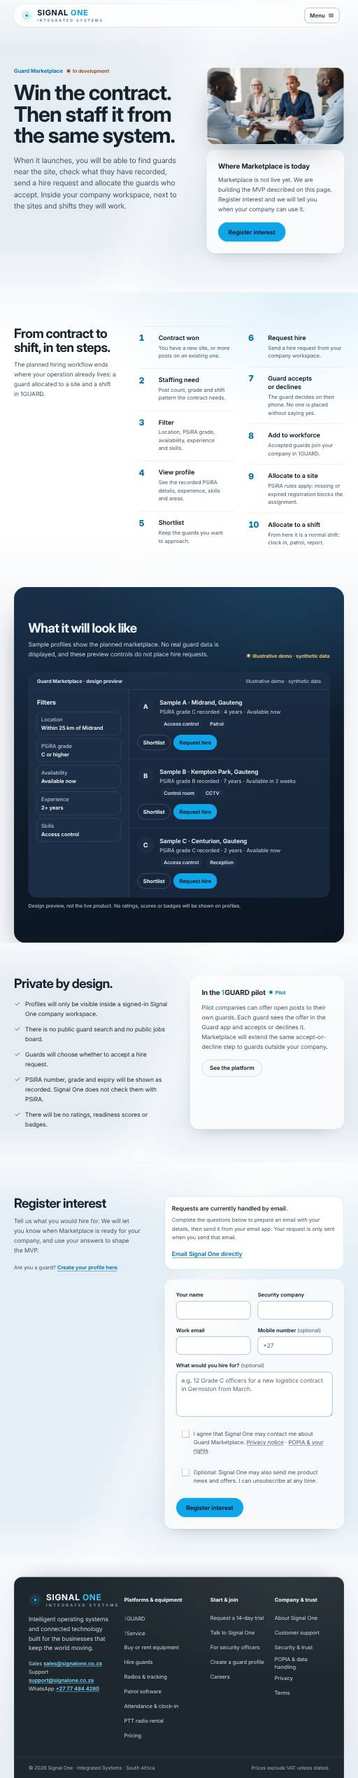 SIGNAL ONE
INTEGRATED SYSTEMS
Menu
Guard Marketplace
In development
Win the contract.
Then staff it from
the same system.
When it launches, you will be able to find guards
near the site, check what they have recorded,
send a hire request and allocate the guards who
accept. Inside your company workspace, next to
the sites and shifts they will work.
Where Marketplace is today
Marketplace is not live yet. We are
building the MVP described on this page.
Register interest and we will tell you
when your company can use it.
Register interest
From contract to
shift, in ten steps.
The planned hiring workflow ends
where your operation already lives: a
guard allocated to a site and a shift
in 1GUARD.
1
Contract won
You have a new site, or more
posts on an existing one.
2
Staffing need
Post count, grade and shift
pattern the contract needs.
3
Filter
Location, PSiRA grade,
availability, experience
and skills.
4
View profile
See the recorded PSiRA
details, experience, skills
and areas.
5
Shortlist
Keep the guards you want
to approach.
6
Request hire
Send a hire request from your
company workspace.
7
Guard accepts
or declines
The guard decides on their
phone. No one is placed
without saying yes.
8
Add to workforce
Accepted guards join your
company in 1GUARD.
9
Allocate to a site
PSiRA rules apply: missing or
expired registration blocks the
assignment.
10
Allocate to a shift
From here it is a normal shift:
clock in, patrol, report.
What it will look like
Sample profiles show the planned marketplace. No real guard data is
displayed, and these preview controls do not place hire requests.
Illustrative demo · synthetic data
Guard Marketplace · design preview
Illustrative demo · synthetic data
Filters
Location
Within 25 km of Midrand
PSiRA grade
C or higher
Availability
Available now
Experience
2+ years
Skills
Access control
A
Sample A · Midrand, Gauteng
PSiRA grade C recorded · 4 years · Available now
Access control
Patrol
Shortlist
Request hire
B
Sample B · Kempton Park, Gauteng
PSiRA grade B recorded · 7 years · Available in 2 weeks
Control room
CCTV
Shortlist
Request hire
C
Sample C · Centurion, Gauteng
PSiRA grade C recorded · 2 years · Available now
Access control
Reception
Shortlist
Request hire
Design preview, not the live product. No ratings, scores or badges will be shown on profiles.
Private by design.
Profiles will only be visible inside a signed-in Signal
One company workspace.
There is no public guard search and no public jobs
board.
Guards will choose whether to accept a hire
request.
PSiRA number, grade and expiry will be shown as
recorded. Signal One does not check them with
PSiRA.
There will be no ratings, readiness scores or
badges.
In the 1GUARD pilot
Pilot
Pilot companies can offer open posts to their
own guards. Each guard sees the offer in the
Guard app and accepts or declines it.
Marketplace will extend the same accept-or-
decline step to guards outside your company.
See the platform
Register interest
Tell us what you would hire for. We will let
you know when Marketplace is ready for your
company, and use your answers to shape
the MVP.
Are you a guard? Create your profile here.
Requests are currently handled by email.
Complete the questions below to prepare an email with your
details, then send it from your email app. Your request is only sent
when you send that email.
Email Signal One directly
Your name
Security company
Work email
Mobile number (optional)
+27
What would you hire for? (optional)
e.g. 12 Grade C officers for a new logistics contract
in Germiston from March.
I agree that Signal One may contact me about
Guard Marketplace. Privacy notice · POPIA & your
rights.
Optional: Signal One may also send me product
news and offers. I can unsubscribe at any time.
Register interest
SIGNAL ONE
INTEGRATED SYSTEMS
Intelligent operating systems
and connected technology
built for the businesses that
keep the world moving.
Sales sales@signalone.co.za
Support
support@signalone.co.za
WhatsApp +27 77 484 4280
Platforms & equipment
1GUARD
1Service
Buy or rent equipment
Hire guards
Radios & tracking
Patrol software
Attendance & clock-in
PTT radio rental
Pricing
Start & join
Request a 14-day trial
Talk to Signal One
For security officers
Create a guard profile
Careers
Company & trust
About Signal One
Customer support
Security & trust
POPIA & data
handling
Privacy
Terms
© 2026 Signal One · Integrated Systems · South Africa
Prices exclude VAT unless stated.